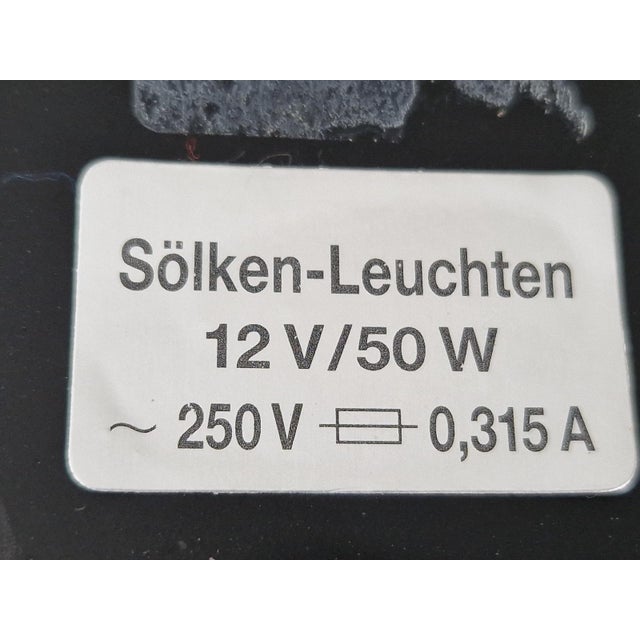 Sölken-Leuchten
12 V/50 W
~ 250 V 0,315 A